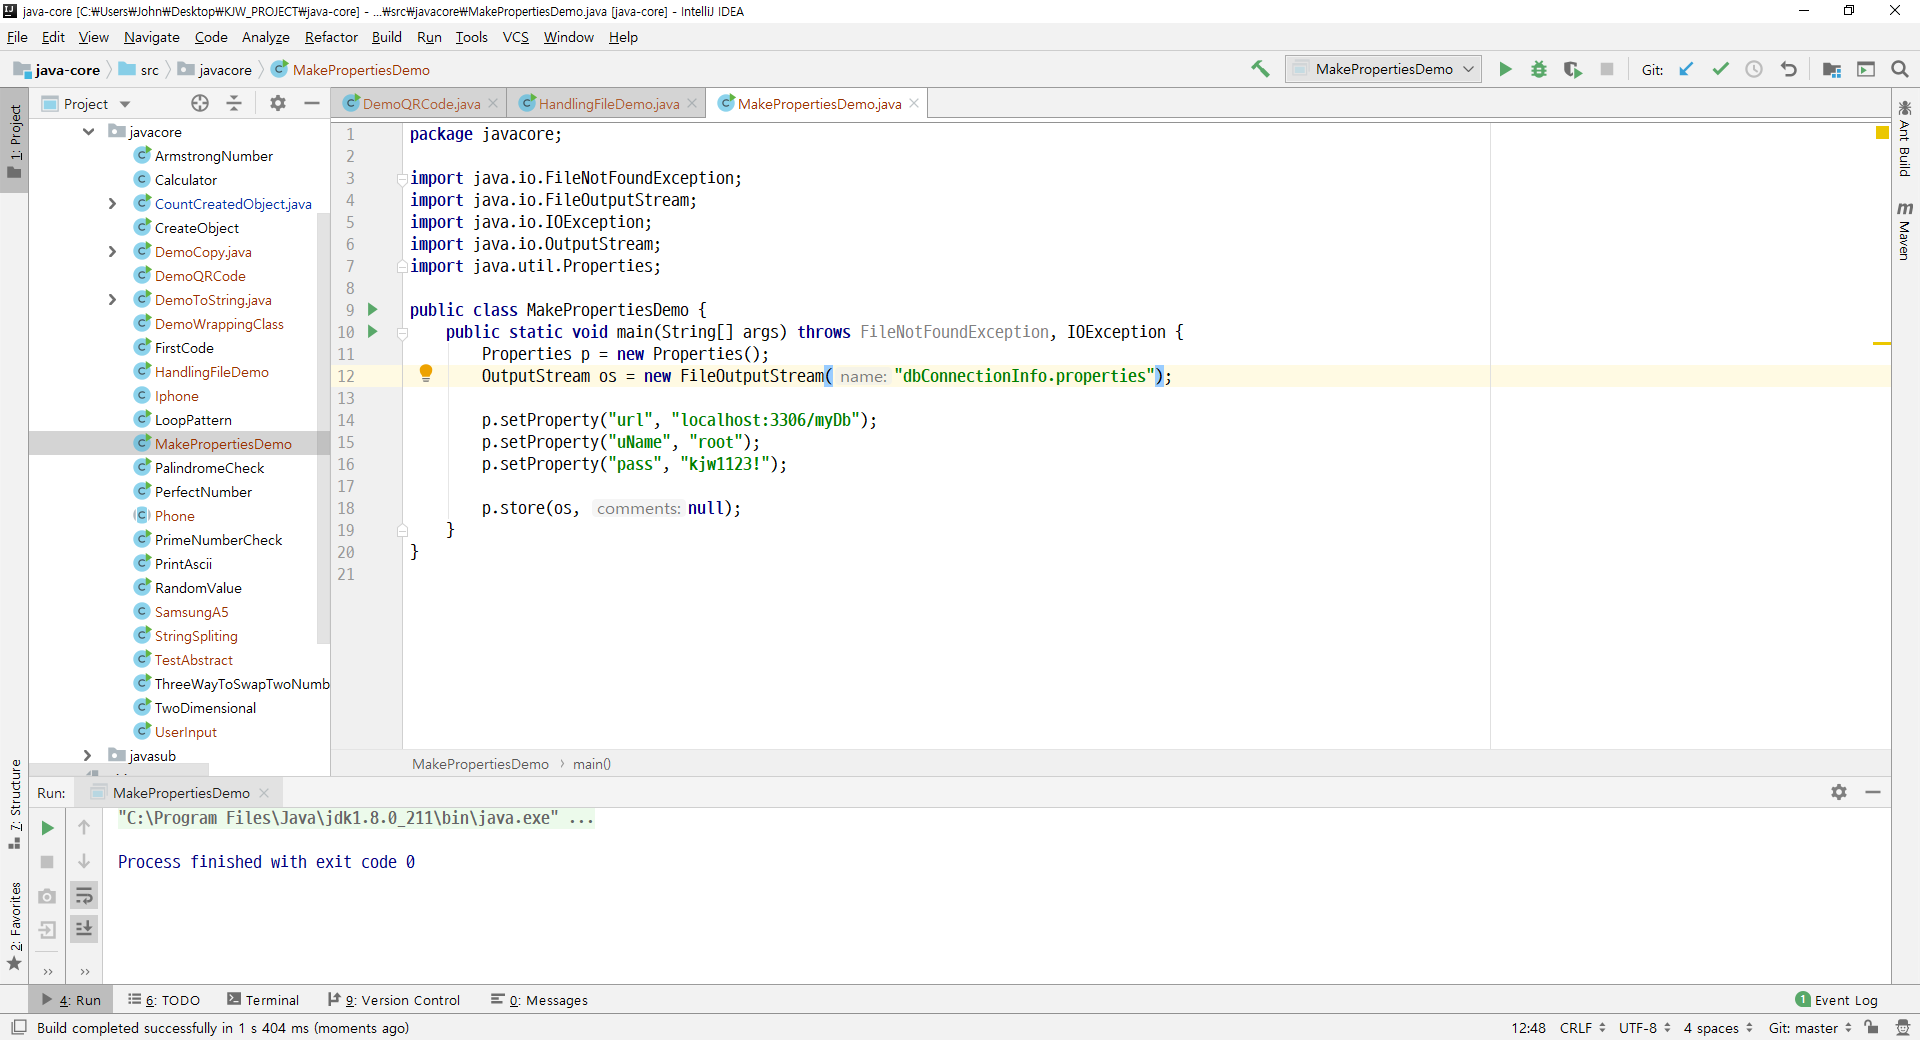 java-core [C:₩Users₩John₩Desktop₩KJW_PROJECT₩java-core] - ...₩src₩javacore₩MakePropertiesDemo.java [java-core] - IntelliJ IDEA
File Edit View Navigate Code Analyze Refactor Build Run Tools VCS Window Help
java-core src javacore MakePropertiesDemo
MakePropertiesDemo Git:
1: Project
Project
javacore
ArmstrongNumber
Calculator
CountCreatedObject.java
CreateObject
DemoCopy.java
DemoQRCode
DemoToString.java
DemoWrappingClass
FirstCode
HandlingFileDemo
Iphone
LoopPattern
MakePropertiesDemo
PalindromeCheck
PerfectNumber
Phone
PrimeNumberCheck
PrintAscii
RandomValue
SamsungA5
StringSpliting
TestAbstract
ThreeWayToSwapTwoNumb
TwoDimensional
UserInput
javasub
DemoQRCode.java HandlingFileDemo.java MakePropertiesDemo.java
1 package javacore;
2
3 import java.io.FileNotFoundException;
4 import java.io.FileOutputStream;
5 import java.io.IOException;
6 import java.io.OutputStream;
7 import java.util.Properties;
8
9 public class MakePropertiesDemo {
10 public static void main(String[] args) throws FileNotFoundException, IOException {
11 Properties p = new Properties();
12 OutputStream os = new FileOutputStream( name: "dbConnectionInfo.properties");
13
14 p.setProperty("url", "localhost:3306/myDb");
15 p.setProperty("uName", "root");
16 p.setProperty("pass", "kjw1123!");
17
18 p.store(os, comments: null);
19 }
20 }
21
MakePropertiesDemo › main()
Ant Build
m Maven
7: Structure
2: Favorites
Run: MakePropertiesDemo
"C:\Program Files\Java\jdk1.8.0_211\bin\java.exe" ...
Process finished with exit code 0
4: Run 6: TODO Terminal 9: Version Control 0: Messages 1 Event Log
Build completed successfully in 1 s 404 ms (moments ago)
12:48 CRLF UTF-8 4 spaces Git: master